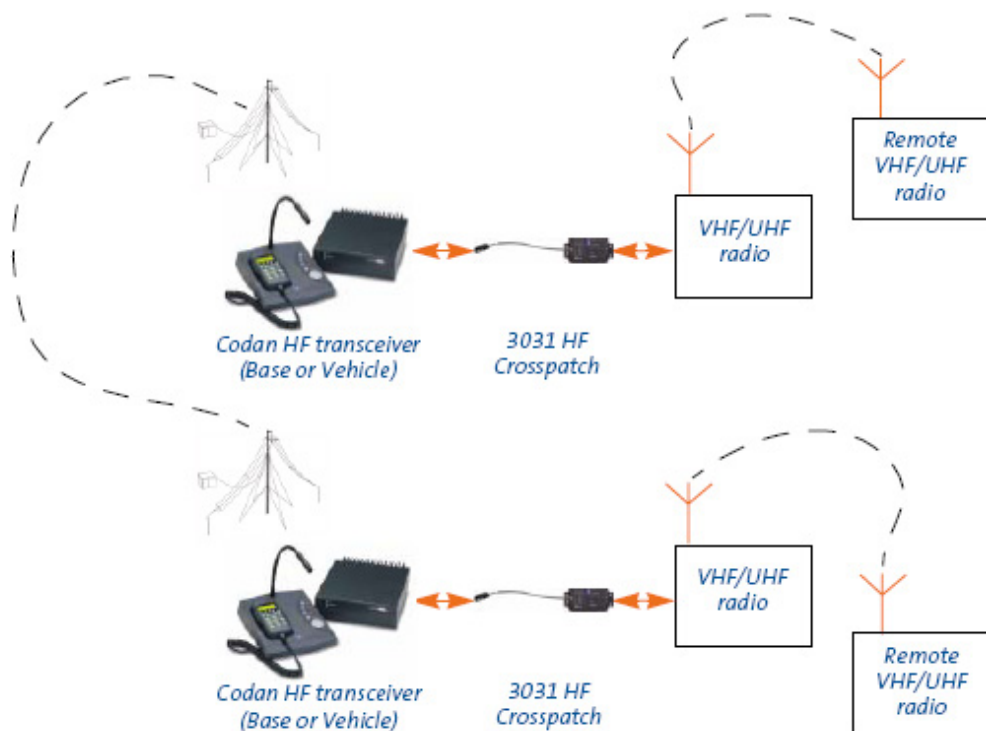 Remote
VHF/UHF
radio
VHF/UHF
radio
Codan HF transceiver
(Base or Vehicle)
3031 HF
Crosspatch
VHF/UHF
radio
Codan HF transceiver
(Base or Vehicle)
3031 HF
Crosspatch
Remote
VHF/UHF
radio